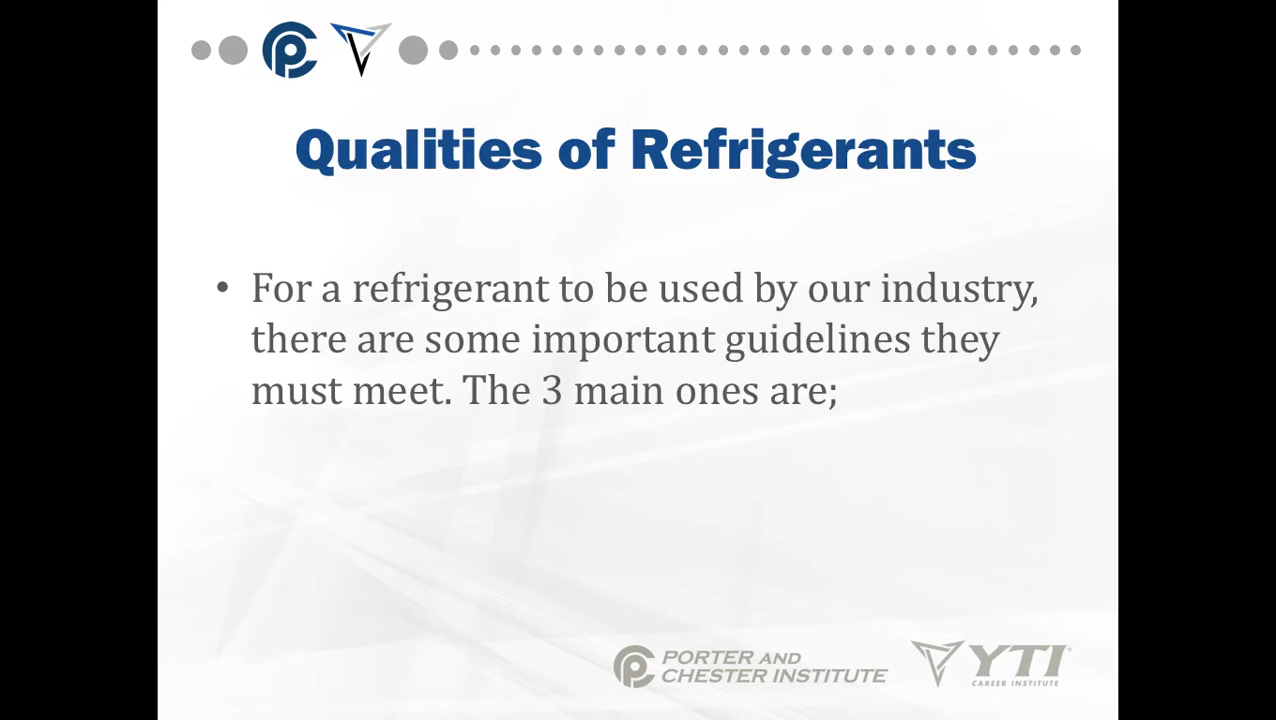 Qualities of Refrigerants
• For a refrigerant to be used by our industry,
there are some important guidelines they
must meet. The 3 main ones are;
PORTER AND
CHESTER INSTITUTE
YTI
CAREER INSTITUTE